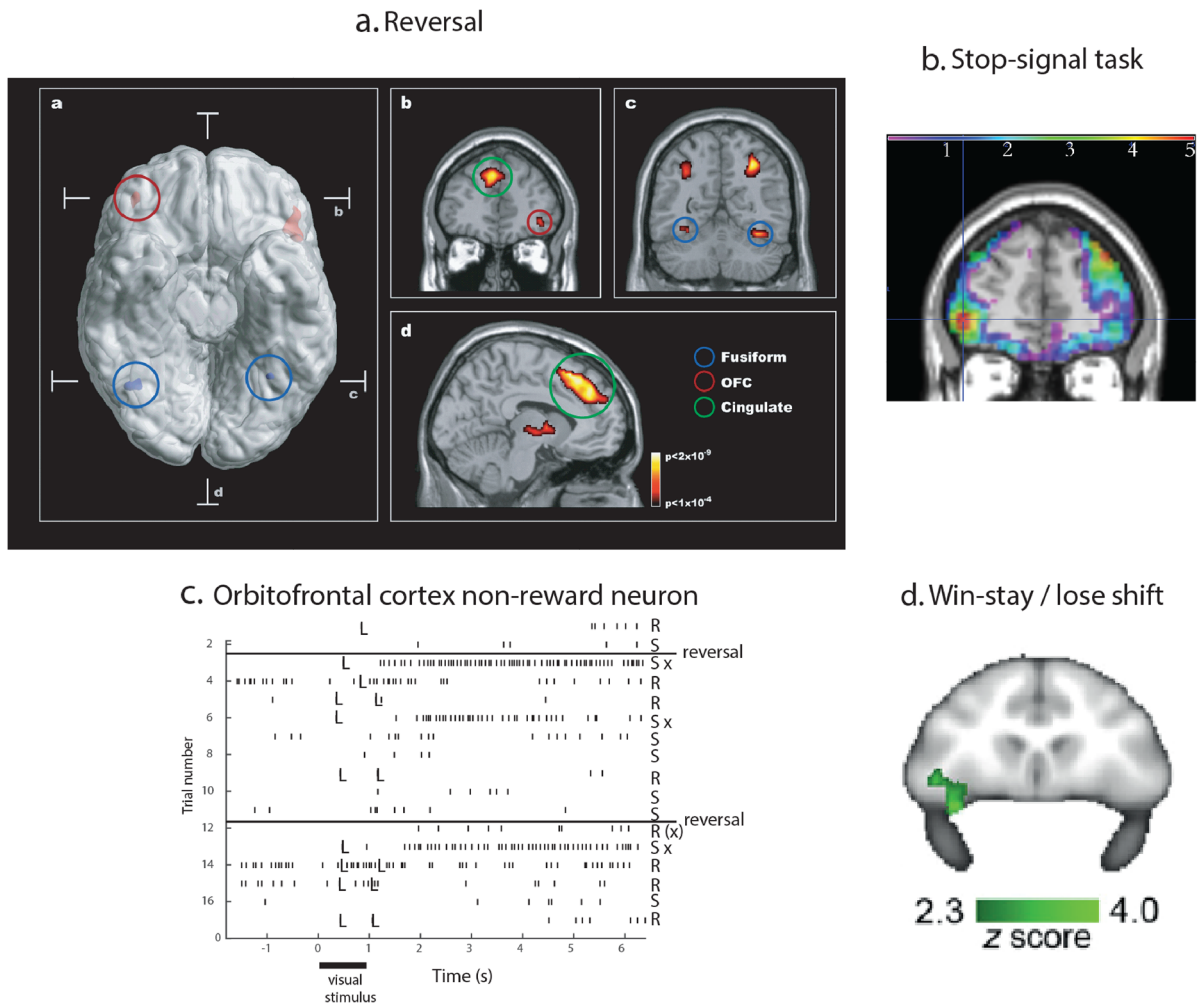 a. Reversal
b. Stop-signal task
a
b
c
b
c
d
d
Fusiform
OFC
Cingulate
p<2x10-9
p<1x10-4
1 2 3 4 5
c. Orbitofrontal cortex non-reward neuron
L R
2 S
reversal
L S x
4 L R
L L R
6 L S x
S
8 S
L L R
10 S
S
reversal
12 R (x)
L S x
14 L L R
L L R
16 S
L L R
0
Trial number
-1 0 1 2 3 4 5 6
Time (s)
visual
stimulus
d. Win-stay / lose shift
2.3 4.0
z score